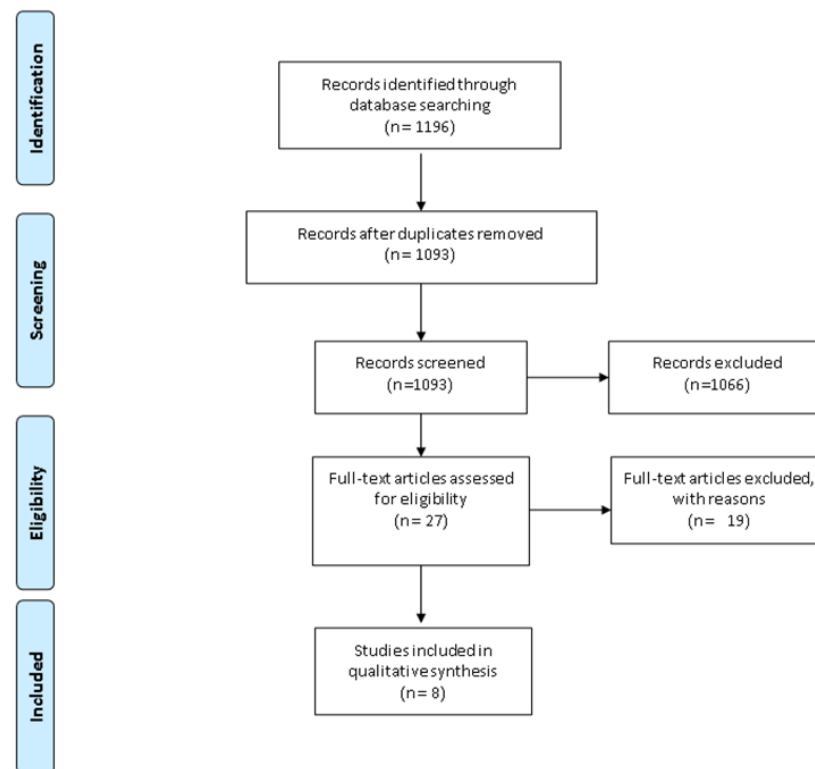 Identification
Records identified through
database searching
(n= 1196)
Records after duplicates removed
(n= 1093)
Screening
Records screened
(n=1093)
Records excluded
(n=1066)
Eligibility
Full-text articles assessed
for eligibility
(n= 27)
Full-text articles excluded,
with reasons
(n= 19)
Included
Studies included in
qualitative synthesis
(n= 8)